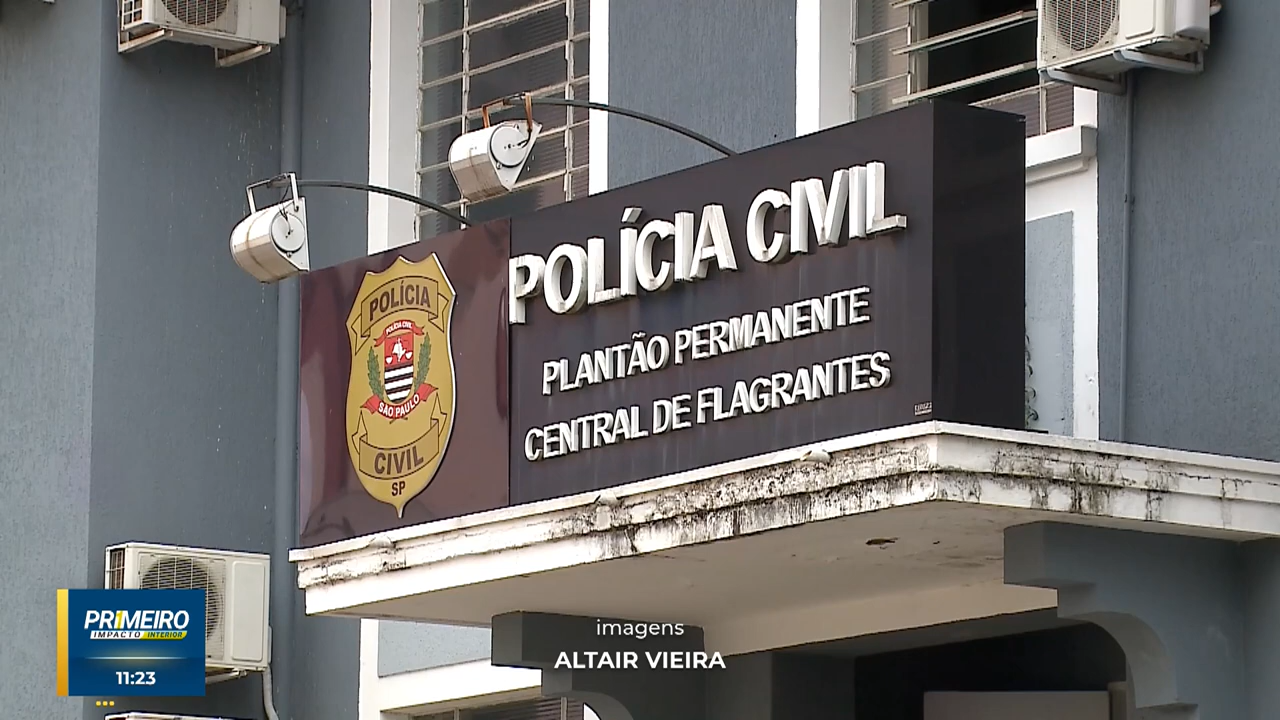 POLÍCIA CIVIL
PLANTÃO PERMANENTE
CENTRAL DE FLAGRANTES
POLÍCIA
POLÍCIA CIVIL
SÃO PAULO
CIVIL
SP
PRIMEIRO
IMPACTO INTERIOR
11:23
imagens
ALTAIR VIEIRA